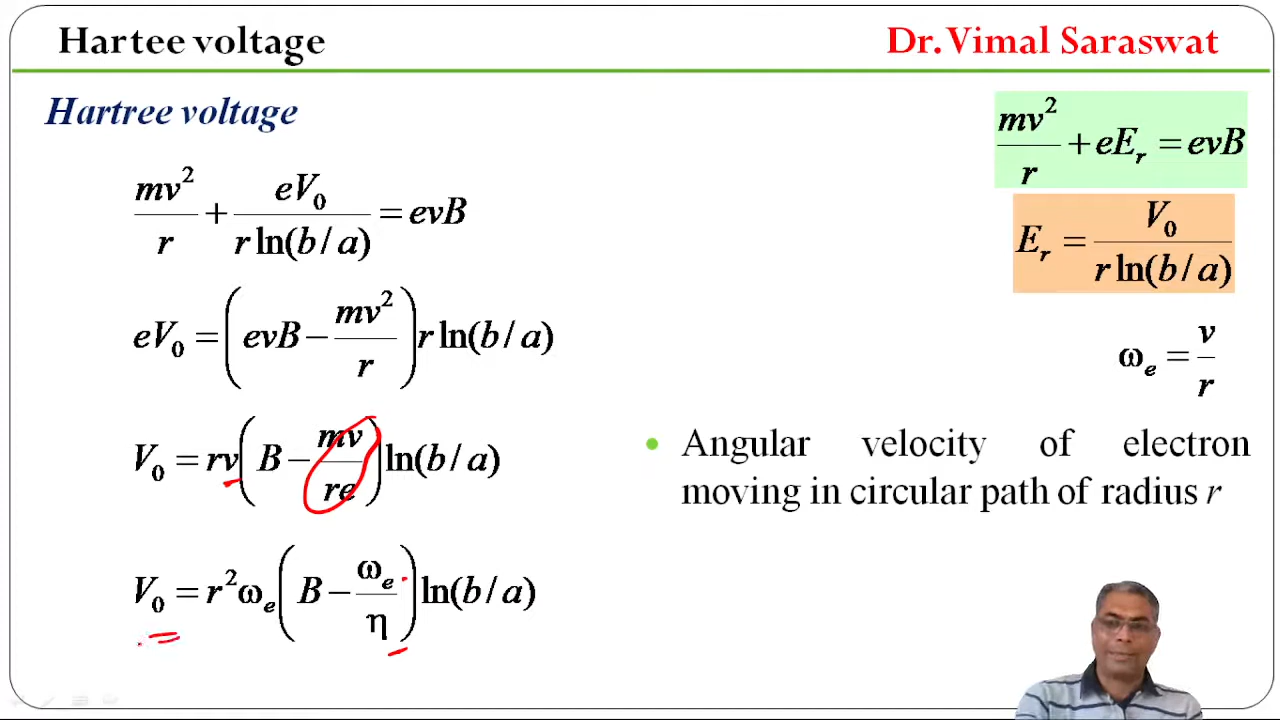 Hartee voltage
Dr. Vimal Saraswat
Hartree voltage
mv²/r + eV₀/(r ln(b/a)) = evB
eV₀ = (evB − mv²/r) r ln(b/a)
V₀ = rv(B − mv/re) ln(b/a)
V₀ = r²ωₑ(B − ωₑ/η) ln(b/a)
mv²/r + eEᵣ = evB
Eᵣ = V₀/(r ln(b/a))
ωₑ = v/r
• Angular velocity of electron
moving in circular path of radius r